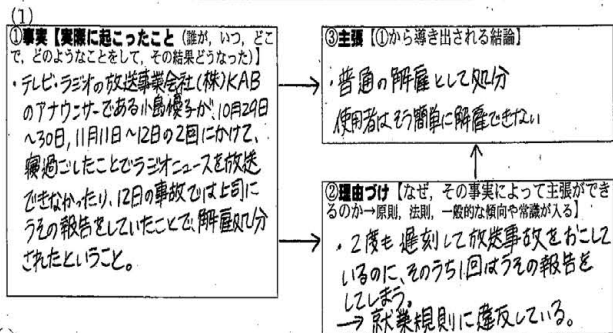 (1)
①事実【実際に起こったこと（誰が，いつ，どこ
で，どのようなことをして，その結果どうなった）】
・テレビ・ラジオの放送事業会社(株)KAB
のアナウンサーである小島優子が、10月29日
～30日，11月11日～12日の2回にかけて、
寝過ごしたことでラジオニュースを放送
できなかったり、12日の事故では上司に
うその報告をしていたことで、解雇処分
されたということ。
③主張【①から導き出される結論】
・普通の解雇として処分
使用者はそう簡単に解雇できない
②理由づけ【なぜ，その事実によって主張ができ
るのか→原則，法則，一般的な傾向や常識が入る】
・2度も遅刻して放送事故をおこして
いるのに、そのうち1回はうその報告を
してしまう。
→就業規則に違反している。